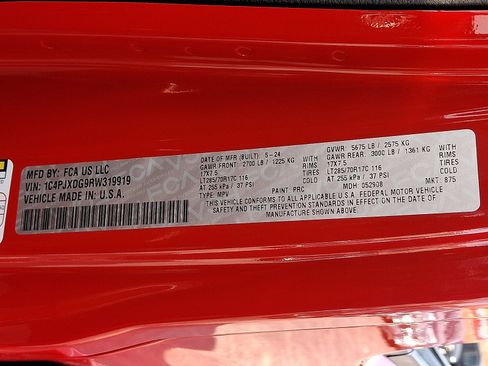 MFD BY: FCA US LLC
VIN: 1C4PJXDG9RW319919
VEHICLE MADE IN: U.S.A.
DATE OF MFR (BUILT): 5-24
GAWR FRONT: 2700 LB / 1225 KG WITH
17X7.5 RIMS
LT285/70R17C 116 TIRES
AT 255 kPa / 37 PSI COLD
TYPE: MPV
PAINT: PRC
GVWR: 5675 LB / 2575 KG
GAWR REAR: 3000 LB / 1361 KG WITH
17X7.5 RIMS
LT285/70R17C 116 TIRES
AT 255 kPa / 37 PSI COLD
MDH 052908
MKT: 875
THIS VEHICLE CONFORMS TO ALL APPLICABLE U.S.A. FEDERAL MOTOR VEHICLE
SAFETY AND THEFT PREVENTION STANDARDS IN EFFECT ON THE DATE OF
MANUFACTURE SHOWN ABOVE.